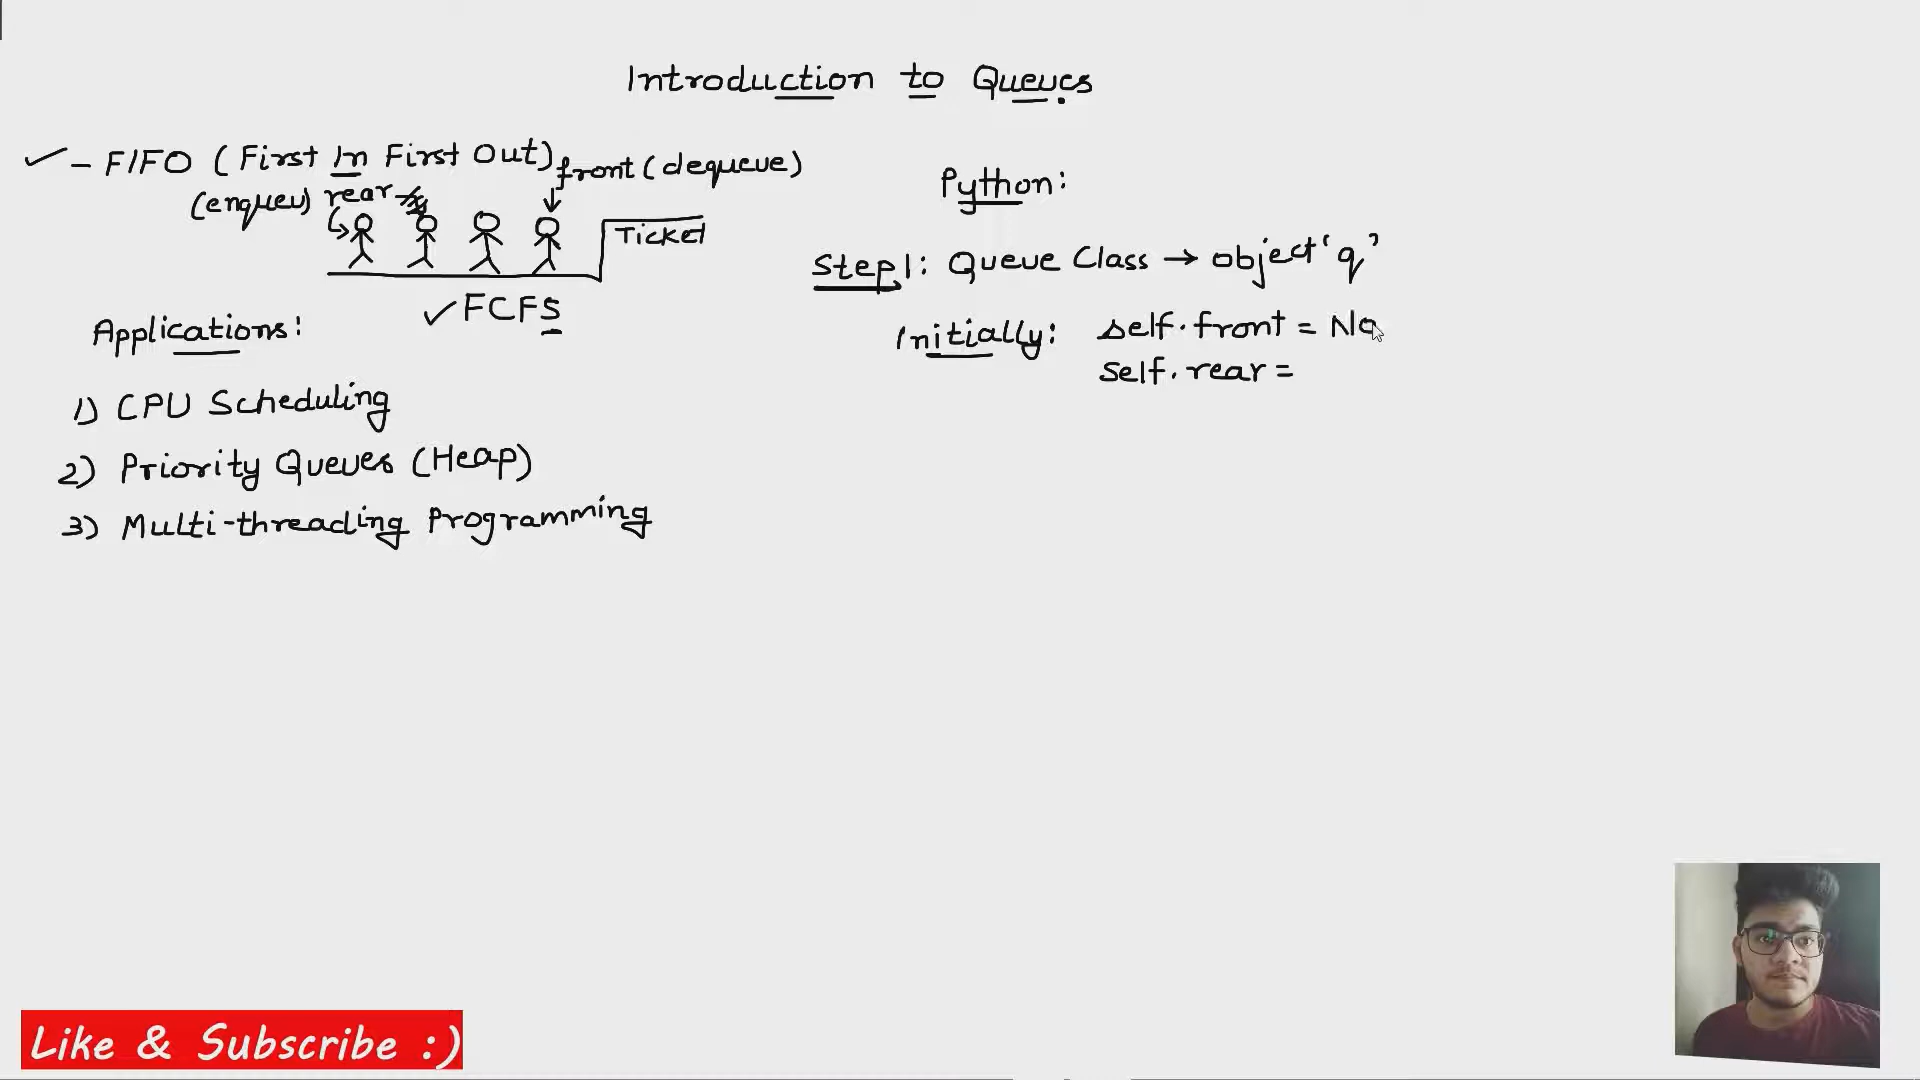 Introduction to Queues
- FIFO (First In First Out)
front (dequeue)
(enqueu) rear
Ticket
FCFS
Applications:
1) CPU Scheduling
2) Priority Queues (Heap)
3) Multi-threading Programming
Python:
Step1: Queue Class → object 'q'
Initially: self.front = No
self.rear =
Like & Subscribe :)